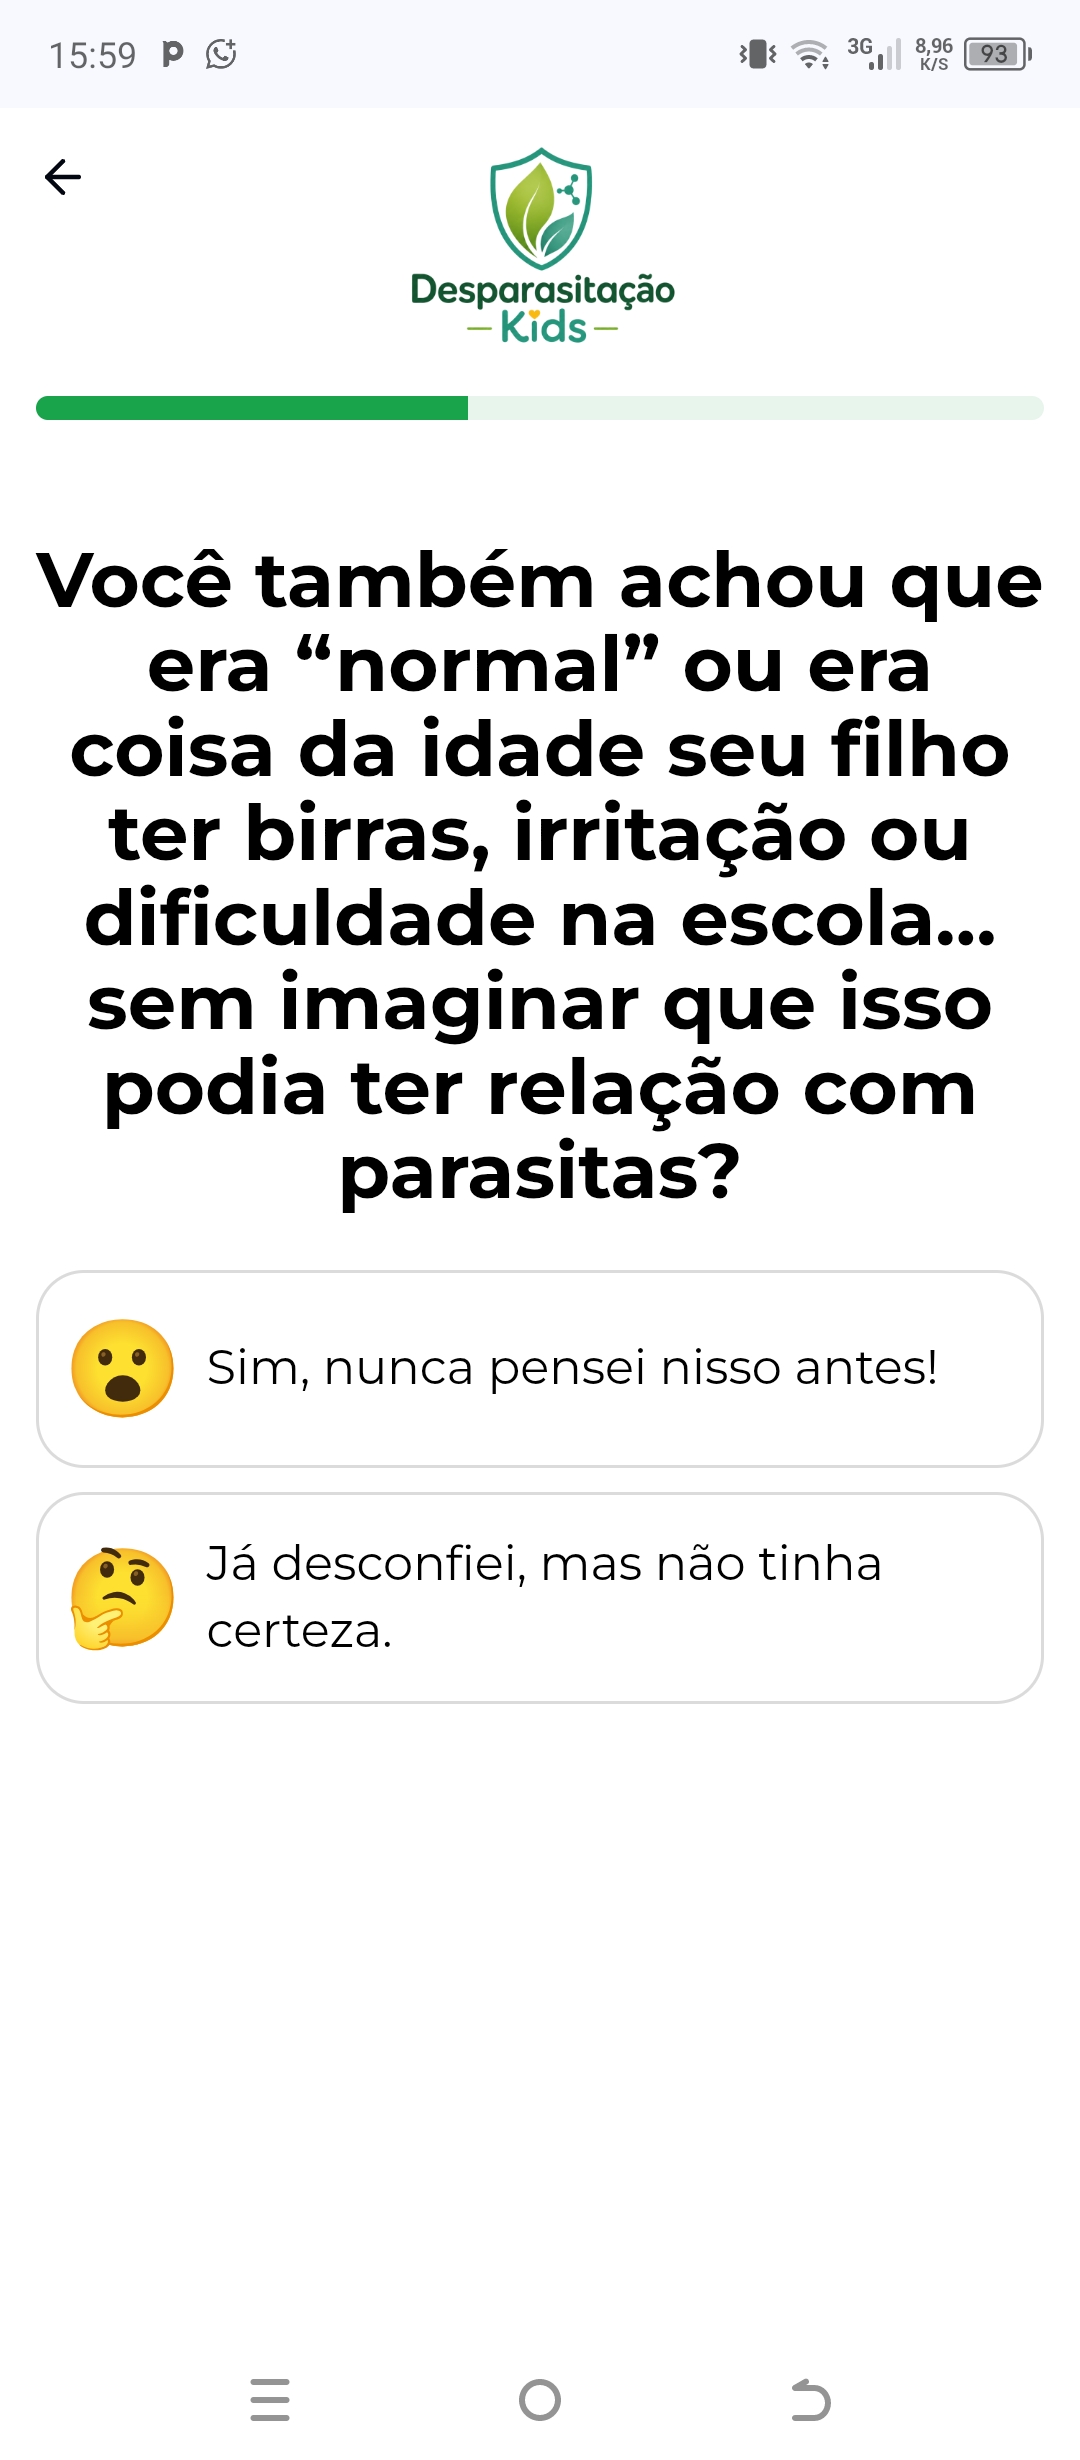 15:59
3G
8,96
K/S
93
Desparasitação
Kids
Você também achou que
era “normal” ou era
coisa da idade seu filho
ter birras, irritação ou
dificuldade na escola...
sem imaginar que isso
podia ter relação com
parasitas?
Sim, nunca pensei nisso antes!
Já desconfiei, mas não tinha
certeza.